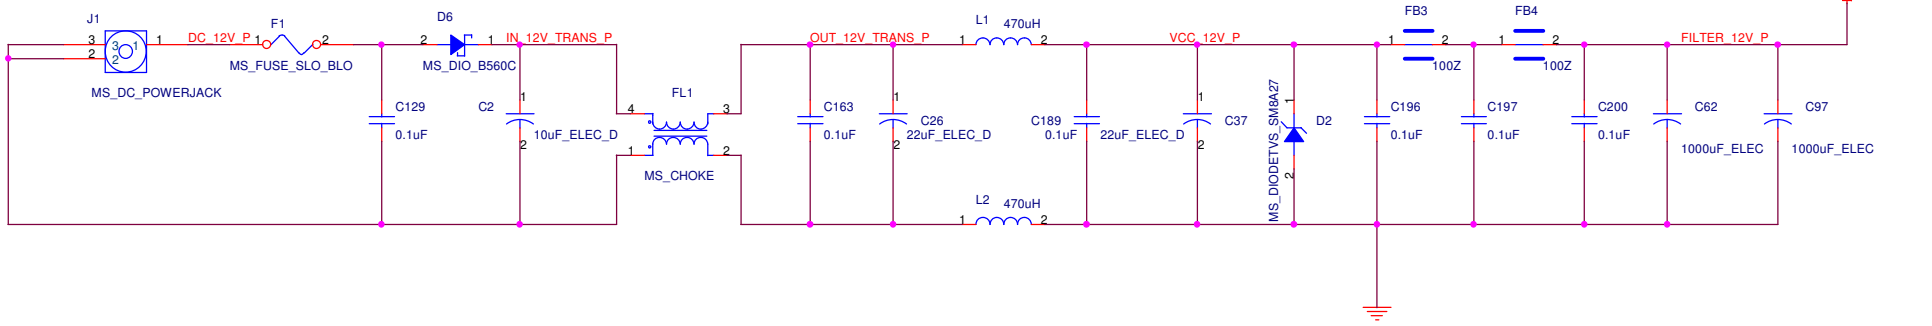 J1
3
2
3
1
2
1
MS_DC_POWERJACK
DC_12V_P
F1
1
2
MS_FUSE_SLO_BLO
C129
0.1uF
D6
2
1
MS_DIO_B560C
IN_12V_TRANS_P
C2
1
10uF_ELEC_D
2
FL1
4
3
1
2
MS_CHOKE
OUT_12V_TRANS_P
C163
0.1uF
1
C26
22uF_ELEC_D
2
L1
470uH
1
2
L2
470uH
1
2
C189
0.1uF
VCC_12V_P
1
C37
22uF_ELEC_D
2
MS_DIODETVS_SM8A27
1
D2
2
C196
0.1uF
FB3
1
2
100Z
C197
0.1uF
FB4
1
2
100Z
C200
0.1uF
FILTER_12V_P
C62
1000uF_ELEC
C97
1000uF_ELEC